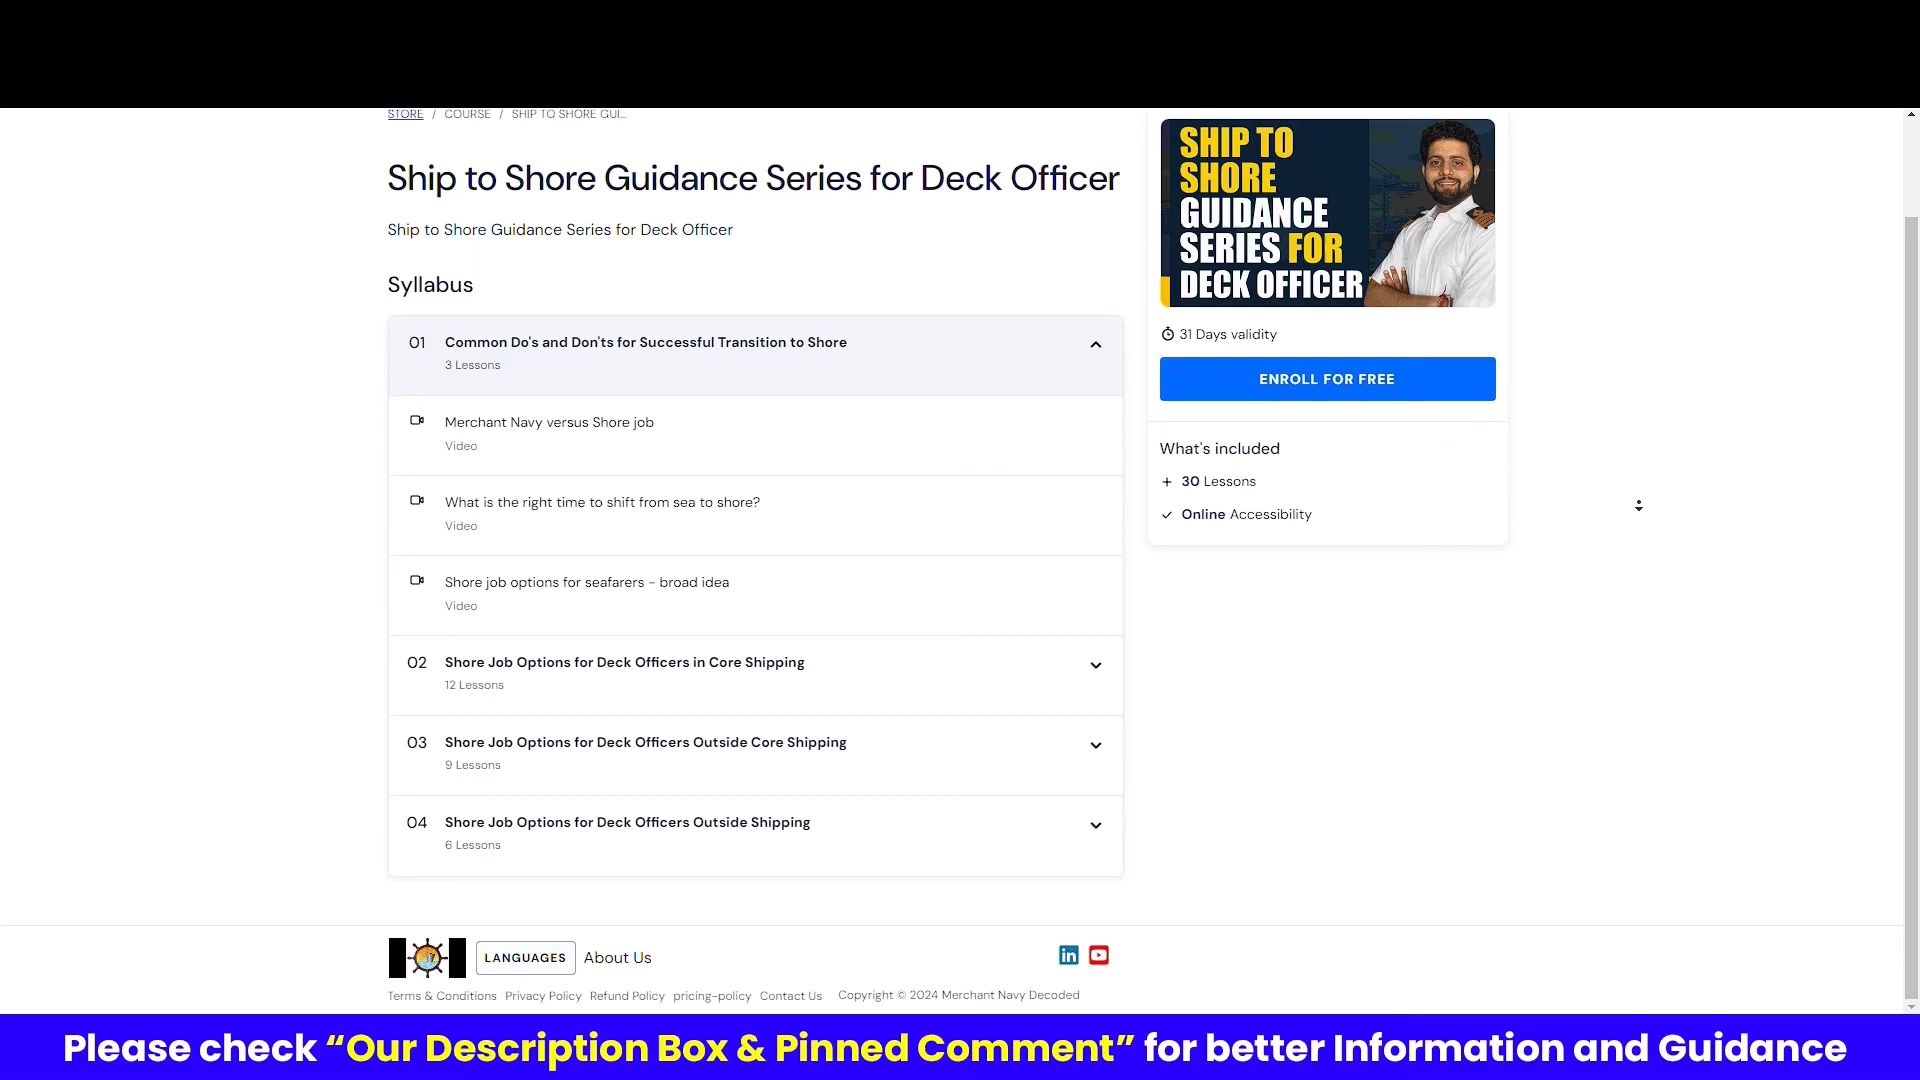 STORE / COURSE / SHIP TO SHORE GUI...
Ship to Shore Guidance Series for Deck Officer
Ship to Shore Guidance Series for Deck Officer
Syllabus
01 Common Do's and Don'ts for Successful Transition to Shore
3 Lessons
Merchant Navy versus Shore job
Video
What is the right time to shift from sea to shore?
Video
Shore job options for seafarers - broad idea
Video
02 Shore Job Options for Deck Officers in Core Shipping
12 Lessons
03 Shore Job Options for Deck Officers Outside Core Shipping
9 Lessons
04 Shore Job Options for Deck Officers Outside Shipping
6 Lessons
SHIP TO
SHORE
GUIDANCE
SERIES FOR
DECK OFFICER
31 Days validity
ENROLL FOR FREE
What's included
30 Lessons
Online Accessibility
LANGUAGES About Us
in
Terms & Conditions Privacy Policy Refund Policy pricing-policy Contact Us Copyright © 2024 Merchant Navy Decoded
Please check “Our Description Box & Pinned Comment” for better Information and Guidance